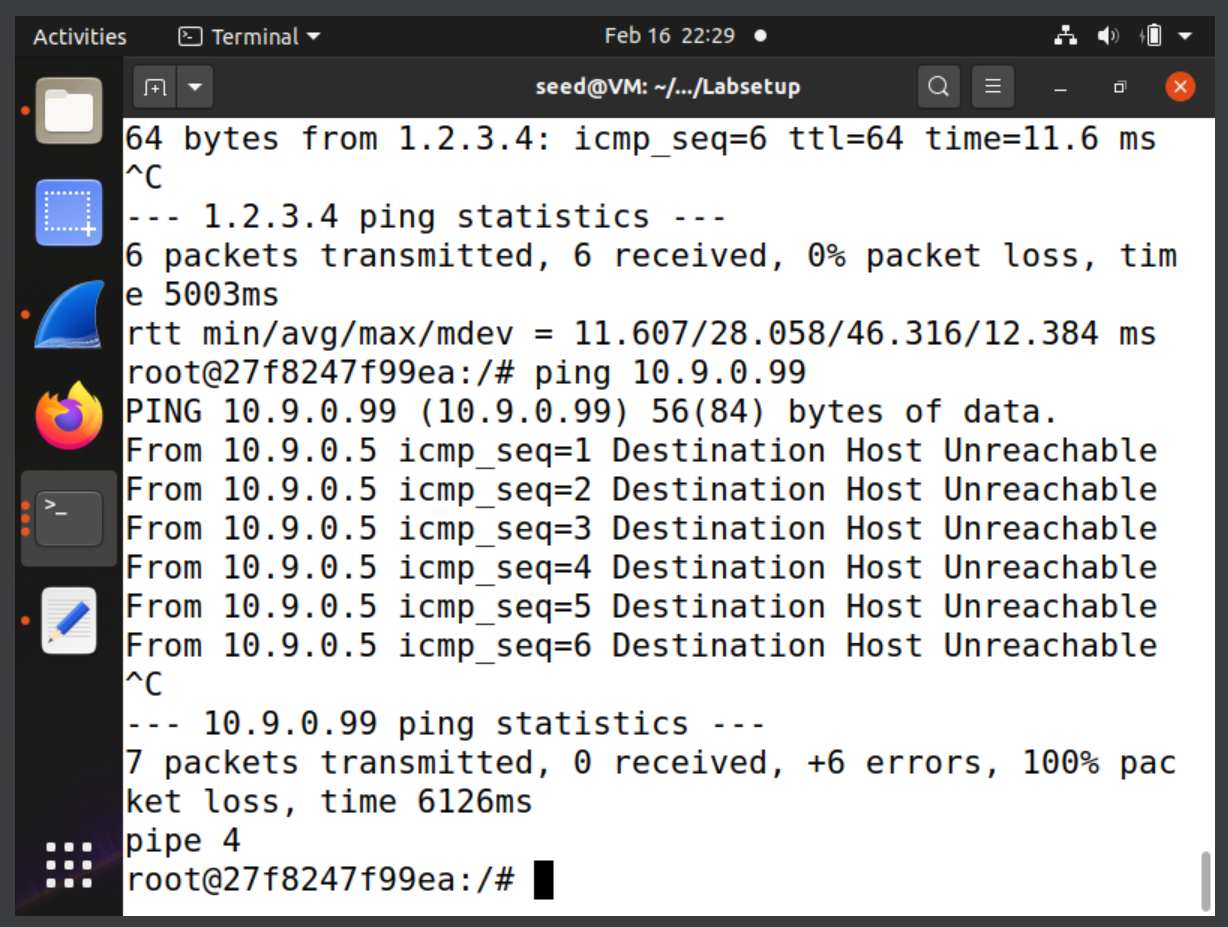 Activities
Terminal
Feb 16 22:29
seed@VM: ~/.../Labsetup
64 bytes from 1.2.3.4: icmp_seq=6 ttl=64 time=11.6 ms
^C
--- 1.2.3.4 ping statistics ---
6 packets transmitted, 6 received, 0% packet loss, tim
e 5003ms
rtt min/avg/max/mdev = 11.607/28.058/46.316/12.384 ms
root@27f8247f99ea:/# ping 10.9.0.99
PING 10.9.0.99 (10.9.0.99) 56(84) bytes of data.
From 10.9.0.5 icmp_seq=1 Destination Host Unreachable
From 10.9.0.5 icmp_seq=2 Destination Host Unreachable
From 10.9.0.5 icmp_seq=3 Destination Host Unreachable
From 10.9.0.5 icmp_seq=4 Destination Host Unreachable
From 10.9.0.5 icmp_seq=5 Destination Host Unreachable
From 10.9.0.5 icmp_seq=6 Destination Host Unreachable
^C
--- 10.9.0.99 ping statistics ---
7 packets transmitted, 0 received, +6 errors, 100% pac
ket loss, time 6126ms
pipe 4
root@27f8247f99ea:/#